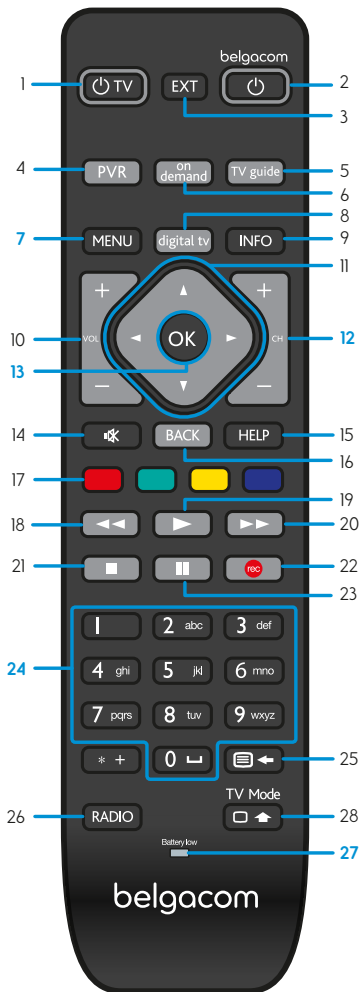 belgacom
1 TV EXT 2
3
4 PVR on demand TV guide 5
6
8
7 MENU digital tv INFO 9
11
+ +
10 VOL OK CH 12
13
– –
14 BACK HELP 15
16
17
19
18 20
21 rec 22
23
1 2 abc 3 def
24 4 ghi 5 jkl 6 mno
7 pqrs 8 tuv 9 wxyz
* + 0 25
TV Mode
26 RADIO 28
Battery low 27
belgacom